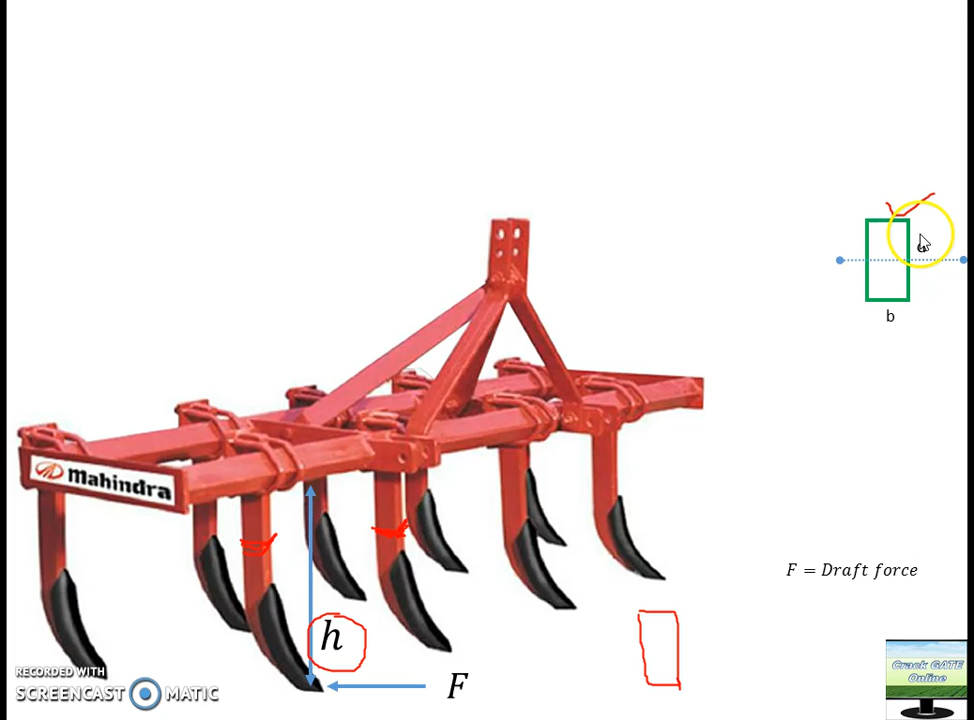 b
mahindra
F = Draft force
h
F
RECORDED WITH
SCREENCAST MATIC
Crack GATE
Online